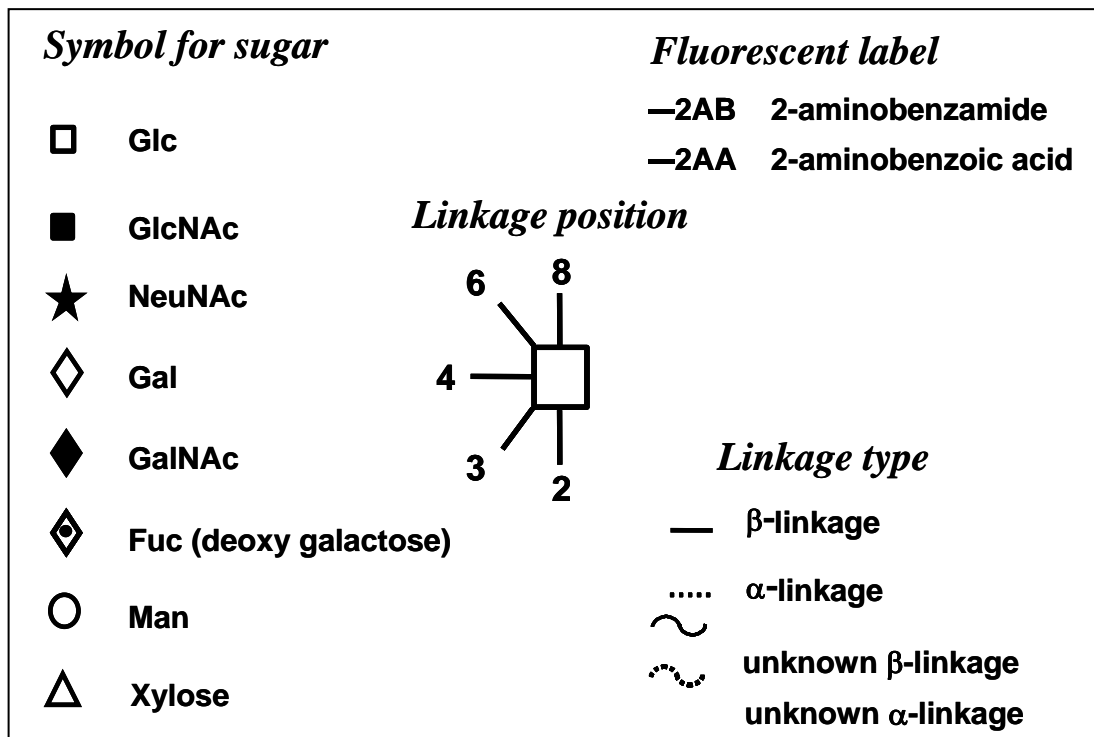 Symbol for sugar
Glc
GlcNAc
NeuNAc
Gal
GalNAc
Fuc (deoxy galactose)
Man
Xylose
Fluorescent label
—2AB 2-aminobenzamide
—2AA 2-aminobenzoic acid
Linkage position
6 8
4
3 2
Linkage type
β-linkage
α-linkage
unknown β-linkage
unknown α-linkage